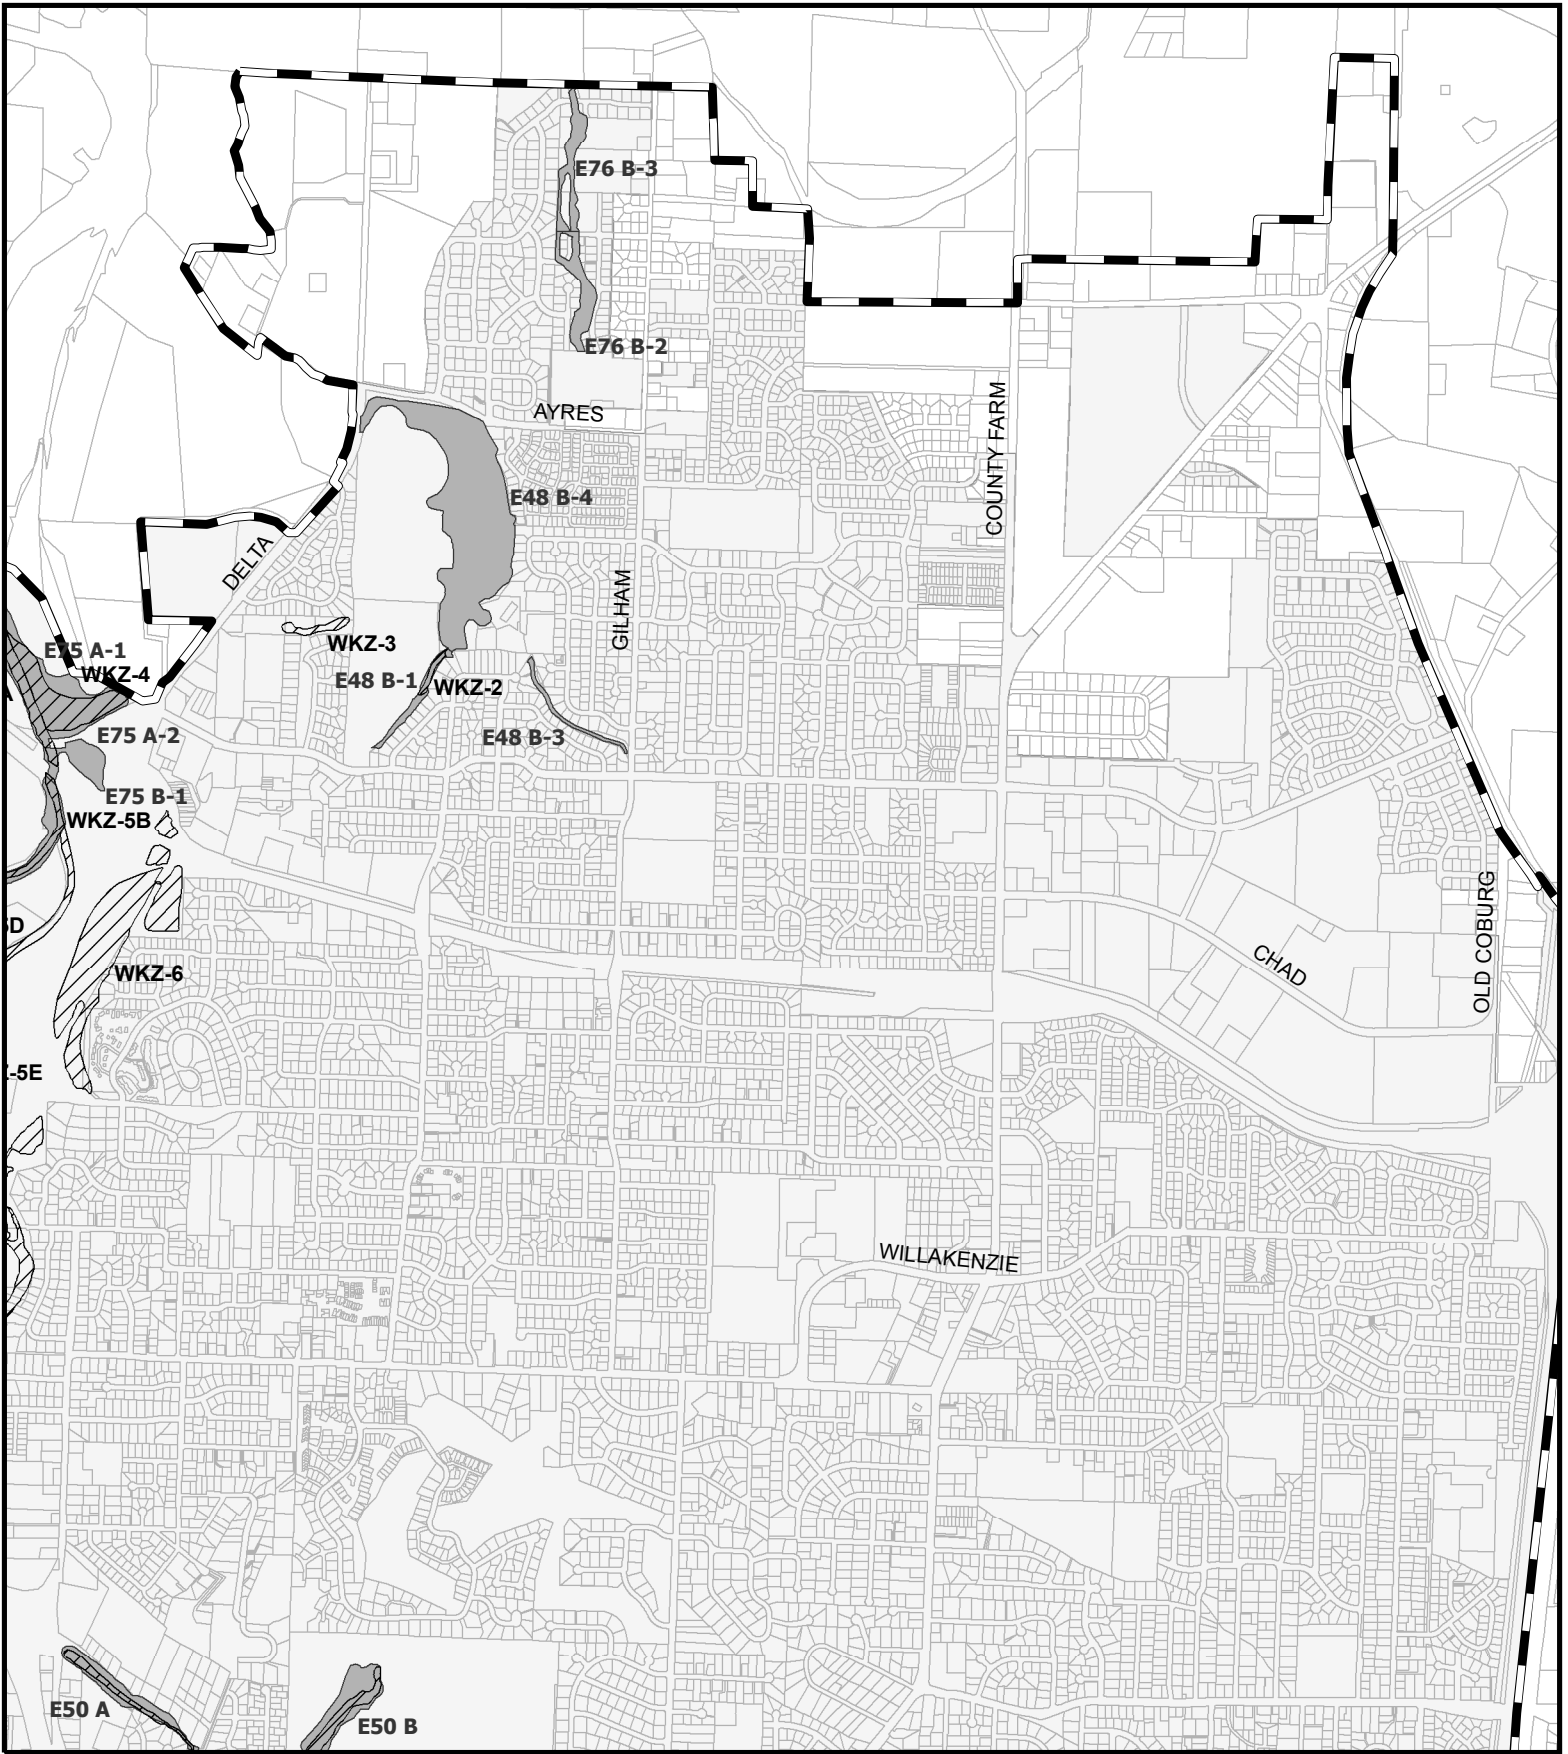 E76 B-3
E76 B-2
AYRES
COUNTY FARM
E48 B-4
DELTA
GILHAM
WKZ-3
E75 A-1
WKZ-4
E48 B-1
WKZ-2
E75 A-2
E48 B-3
E75 B-1
WKZ-5B
OLD COBURG
CHAD
WKZ-6
-5E
WILLAKENZIE
E50 A
E50 B